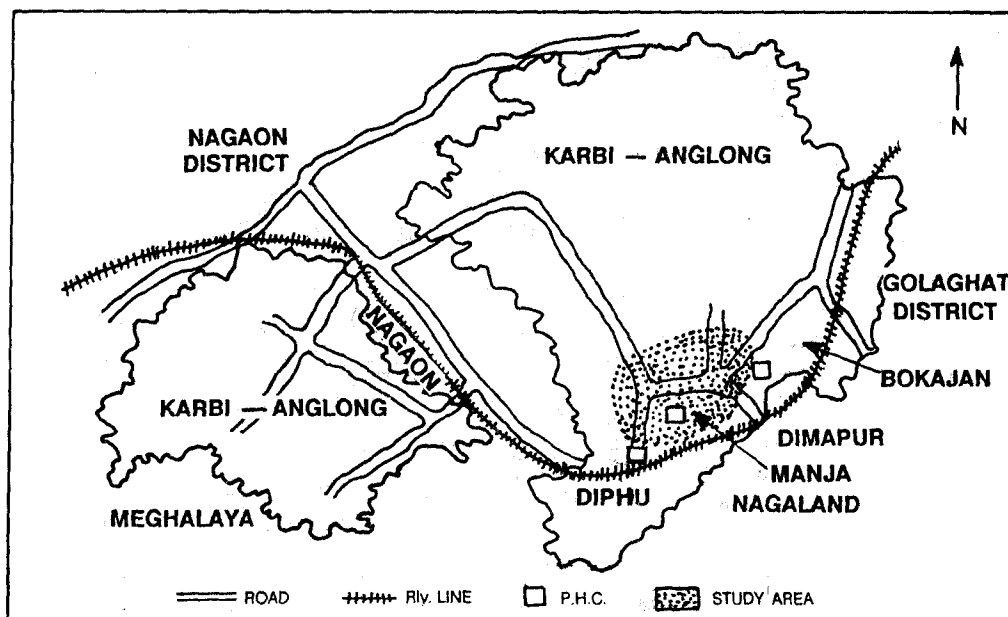 N
NAGAON
DISTRICT
KARBI — ANGLONG
GOLAGHAT
DISTRICT
NAGAON
BOKAJAN
KARBI — ANGLONG
DIMAPUR
MANJA
DIPHU
NAGALAND
MEGHALAYA
ROAD Rly. LINE P.H.C. STUDY AREA